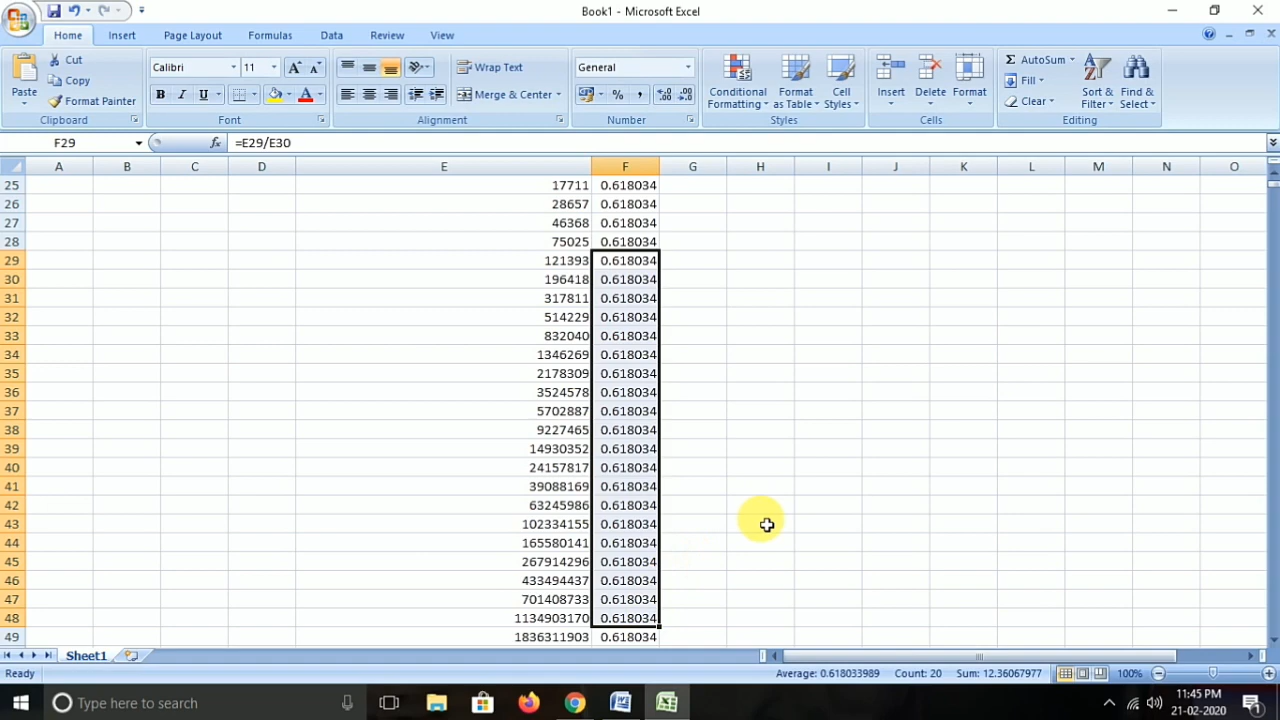 Book1 - Microsoft Excel
Home Insert Page Layout Formulas Data Review View
Paste
Cut
Copy
Format Painter
Clipboard
Calibri 11
B I U
Font
Wrap Text
Merge & Center
Alignment
General
Number
Conditional Formatting
Format as Table
Cell Styles
Styles
Insert
Delete
Format
Cells
AutoSum
Fill
Clear
Sort & Filter
Find & Select
Editing
F29 fx =E29/E30
A B C D E F G H I J K L M N O
25 17711 0.618034
26 28657 0.618034
27 46368 0.618034
28 75025 0.618034
29 121393 0.618034
30 196418 0.618034
31 317811 0.618034
32 514229 0.618034
33 832040 0.618034
34 1346269 0.618034
35 2178309 0.618034
36 3524578 0.618034
37 5702887 0.618034
38 9227465 0.618034
39 14930352 0.618034
40 24157817 0.618034
41 39088169 0.618034
42 63245986 0.618034
43 102334155 0.618034
44 165580141 0.618034
45 267914296 0.618034
46 433494437 0.618034
47 701408733 0.618034
48 1134903170 0.618034
49 1836311903 0.618034
Sheet1
Ready Average: 0.618033989 Count: 20 Sum: 12.36067977 100%
Type here to search
11:45 PM
21-02-2020